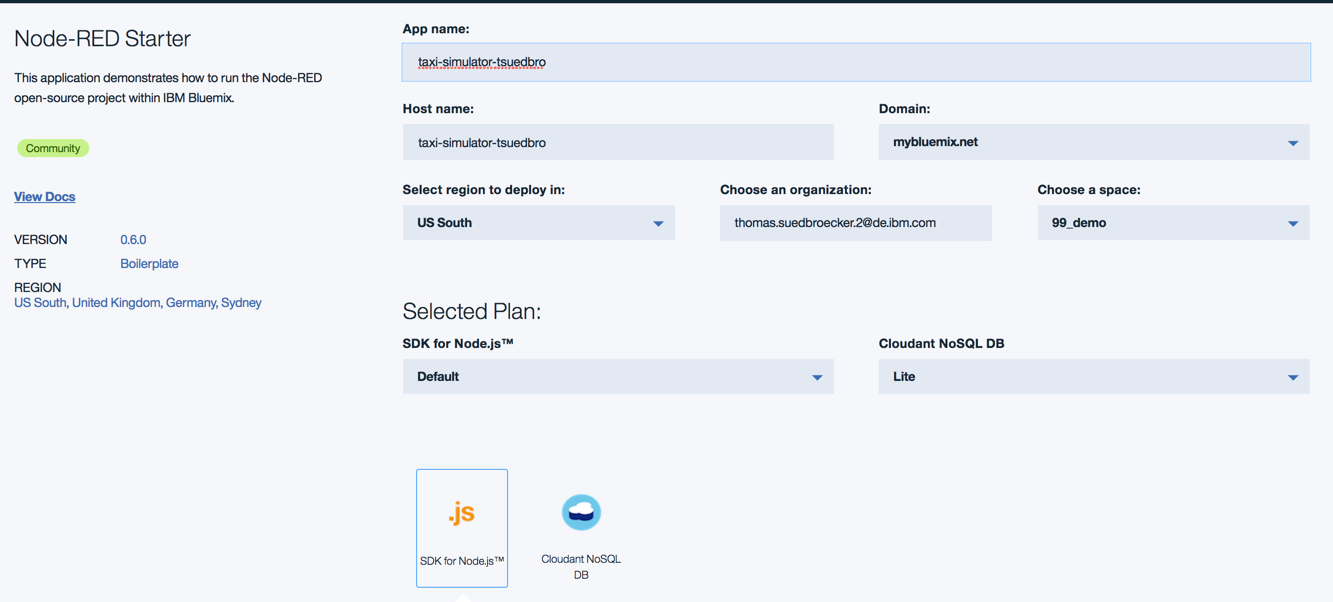 Node-RED Starter
This application demonstrates how to run the Node-RED
open-source project within IBM Bluemix.
Community
View Docs
VERSION 0.6.0
TYPE Boilerplate
REGION
US South, United Kingdom, Germany, Sydney
App name:
taxi-simulator-tsuedbro
Host name: Domain:
taxi-simulator-tsuedbro mybluemix.net
Select region to deploy in: Choose an organization: Choose a space:
US South thomas.suedbroecker.2@de.ibm.com 99_demo
Selected Plan:
SDK for Node.js™ Cloudant NoSQL DB
Default Lite
.js
SDK for Node.js™ Cloudant NoSQL
DB